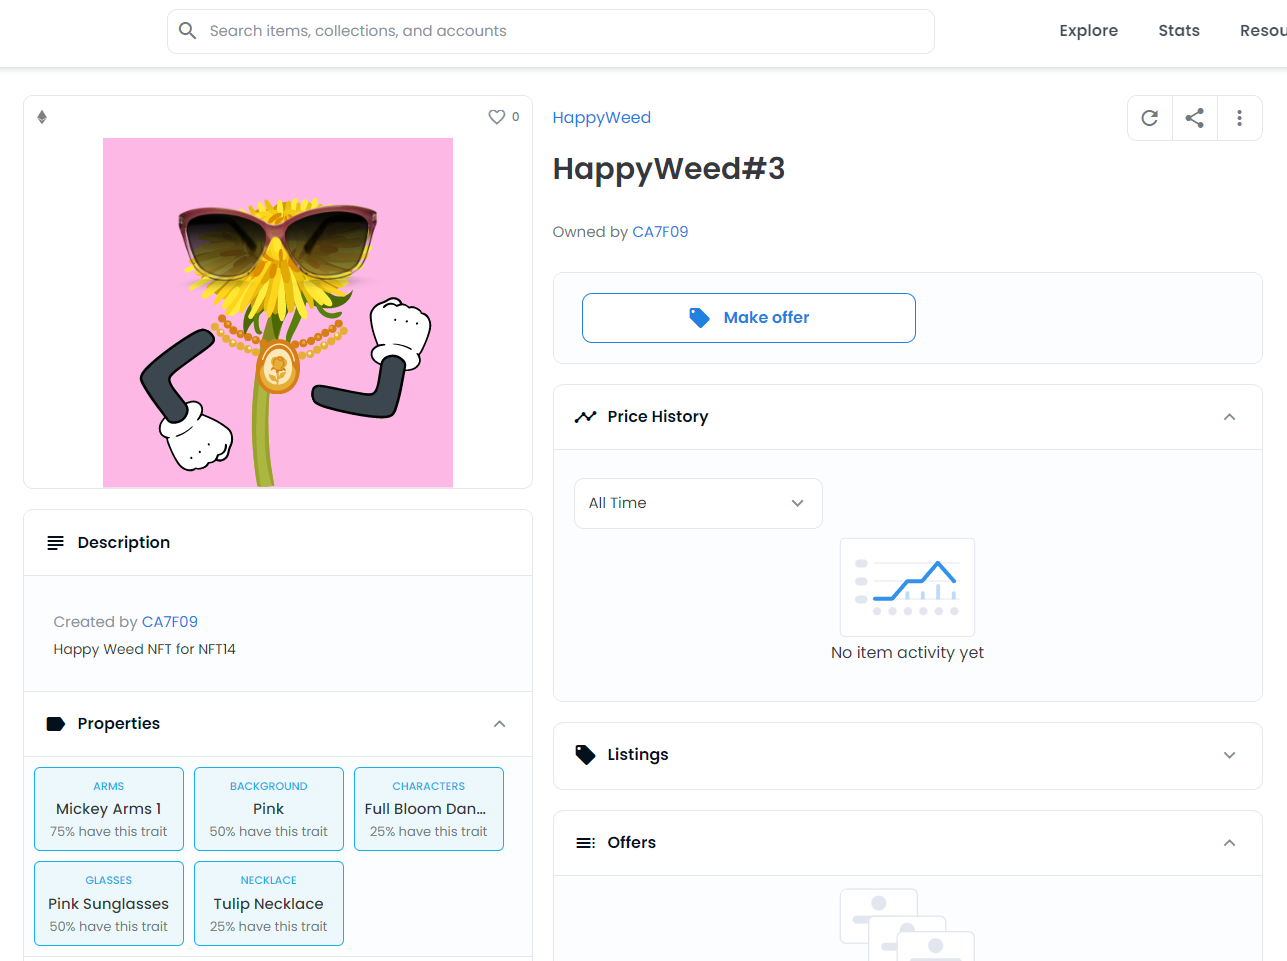 Search items, collections, and accounts
Explore
Stats
Resou
0
HappyWeed
HappyWeed#3
Owned by CA7F09
Make offer
Price History
All Time
No item activity yet
Listings
Offers
Description
Created by CA7F09
Happy Weed NFT for NFT14
Properties
ARMS
Mickey Arms 1
75% have this trait
BACKGROUND
Pink
50% have this trait
CHARACTERS
Full Bloom Dan...
25% have this trait
GLASSES
Pink Sunglasses
50% have this trait
NECKLACE
Tulip Necklace
25% have this trait